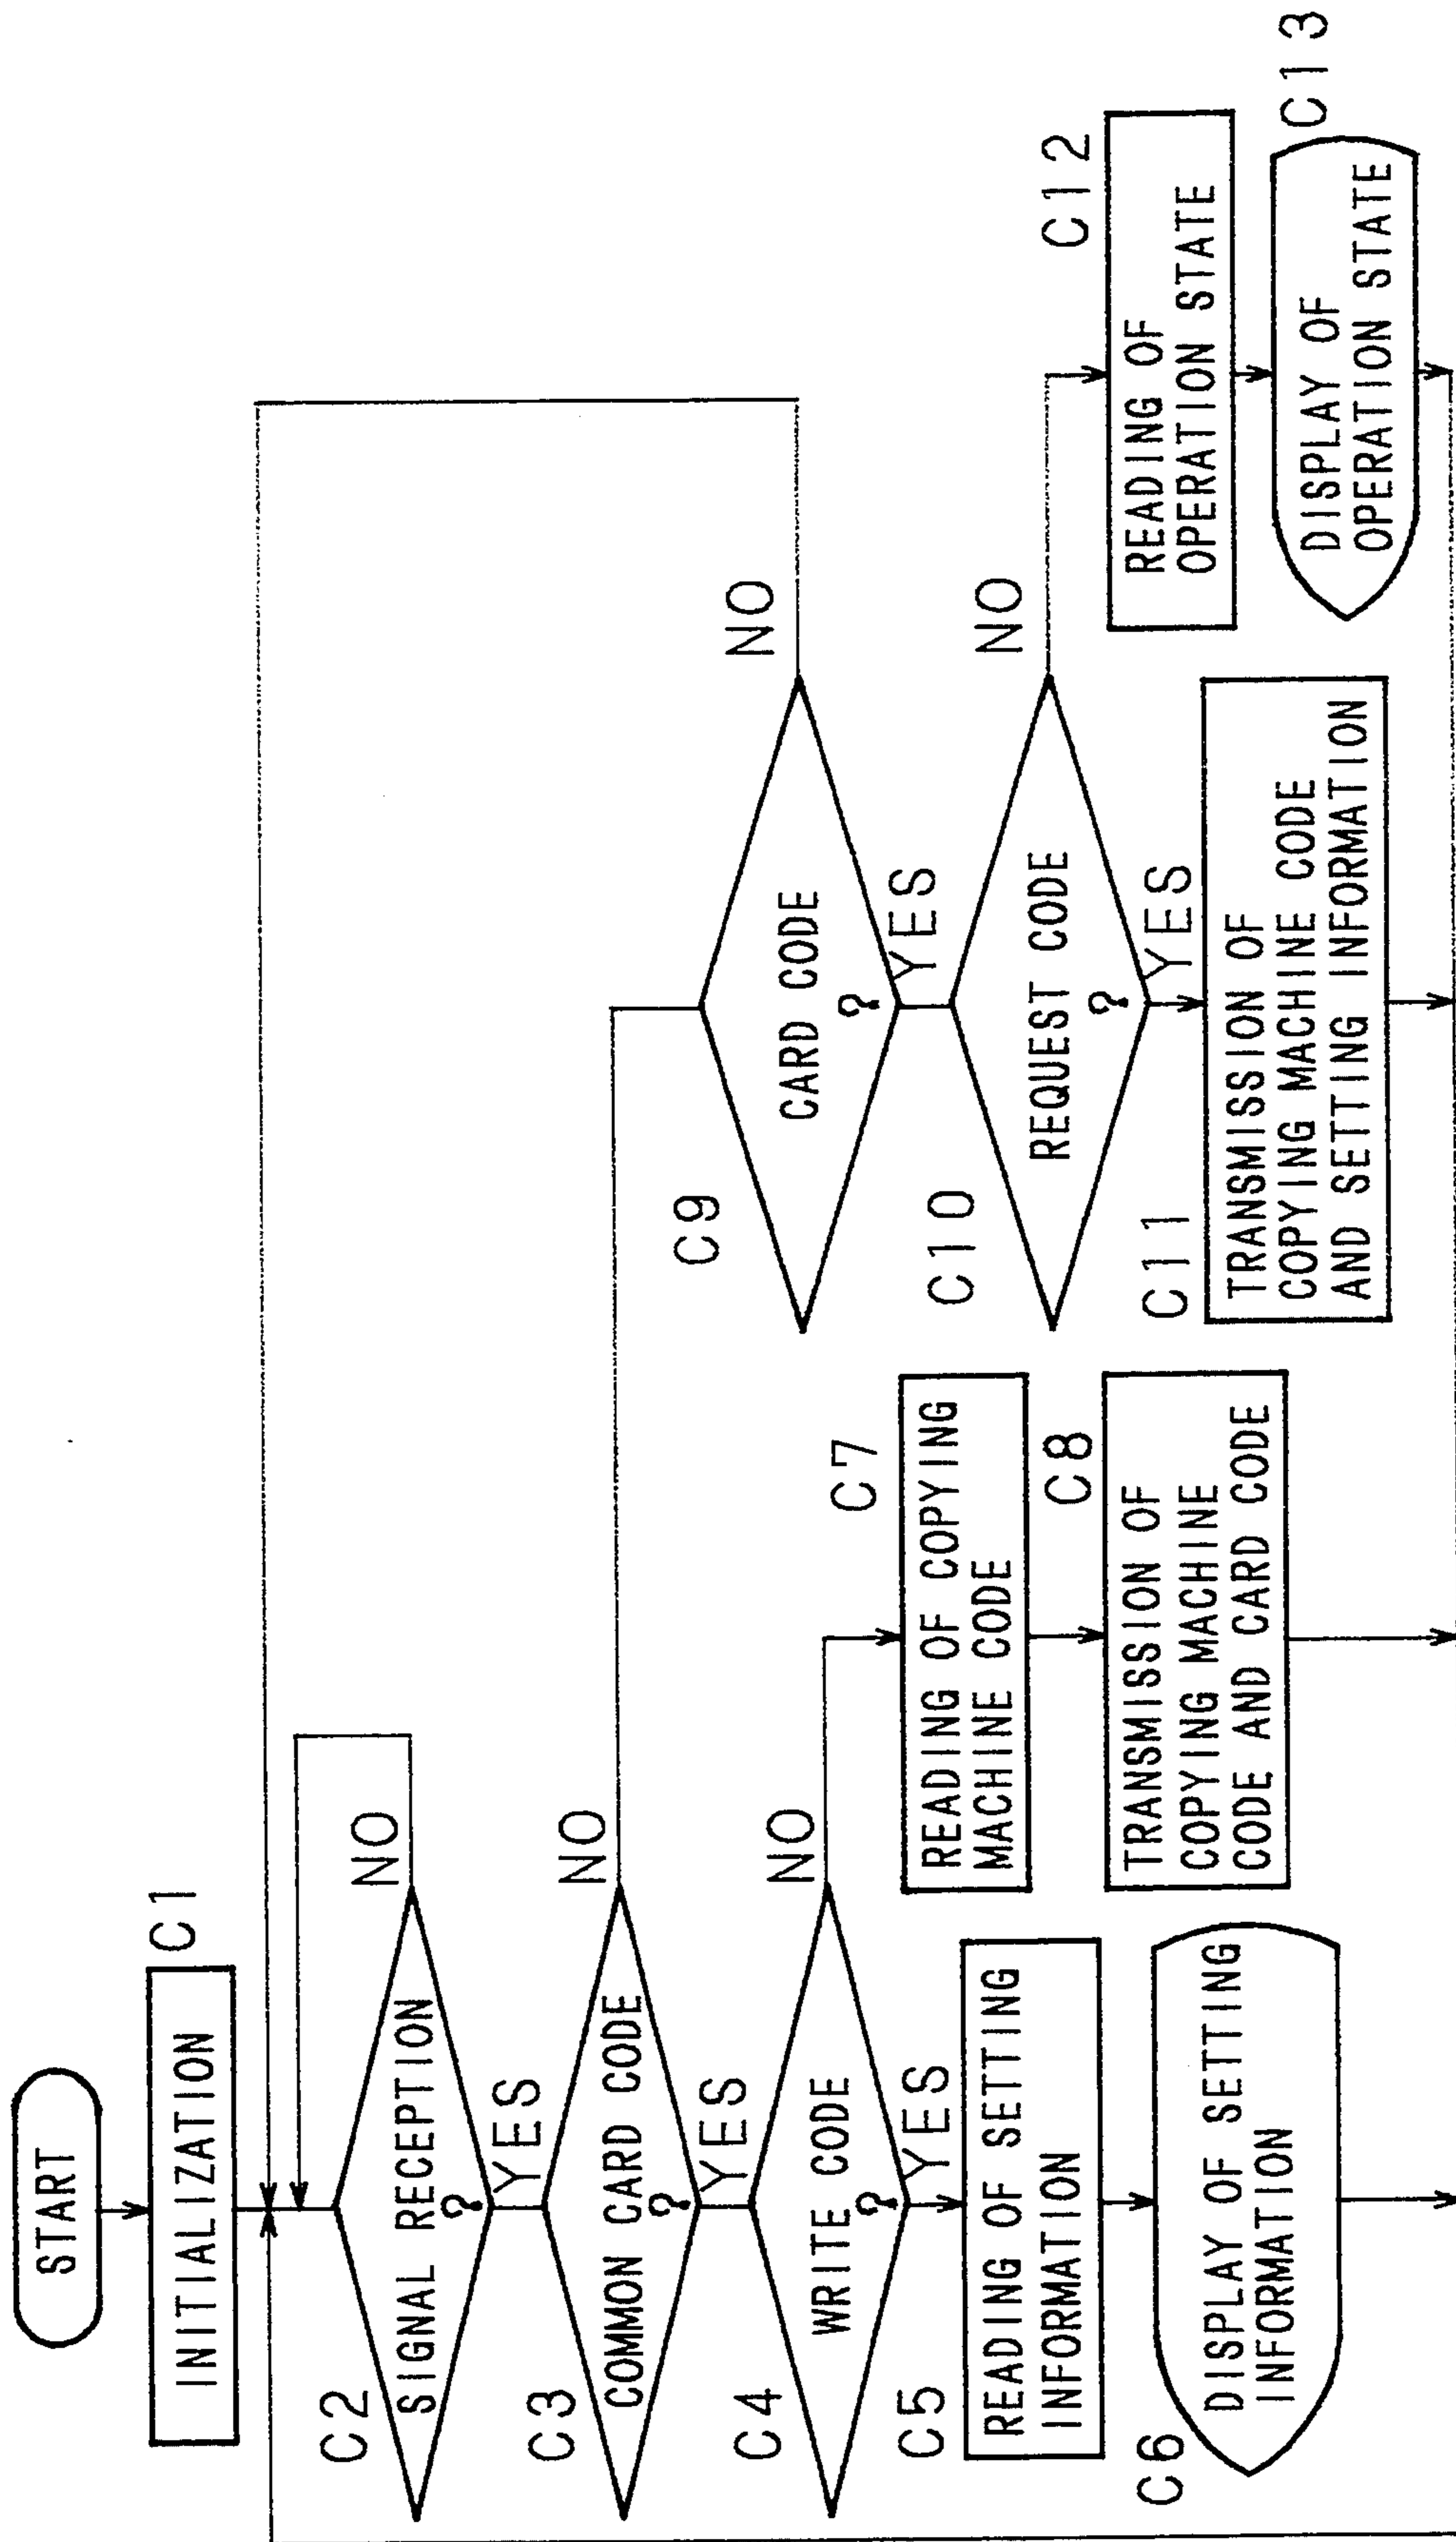 START
INITIALIZATION
C1
C2
SIGNAL RECEPTION
?
NO
YES
C3
COMMON CARD CODE
?
NO
YES
C4
WRITE CODE
?
NO
YES
C5
READING OF SETTING
INFORMATION
C6
DISPLAY OF SETTING
INFORMATION
C7
READING OF COPYING
MACHINE CODE
C8
TRANSMISSION OF
COPYING MACHINE
CODE AND CARD CODE
C9
CARD CODE
?
NO
YES
C10
REQUEST CODE
?
NO
YES
C11
TRANSMISSION OF
COPYING MACHINE CODE
AND SETTING INFORMATION
C12
READING OF
OPERATION STATE
C13
DISPLAY OF
OPERATION STATE